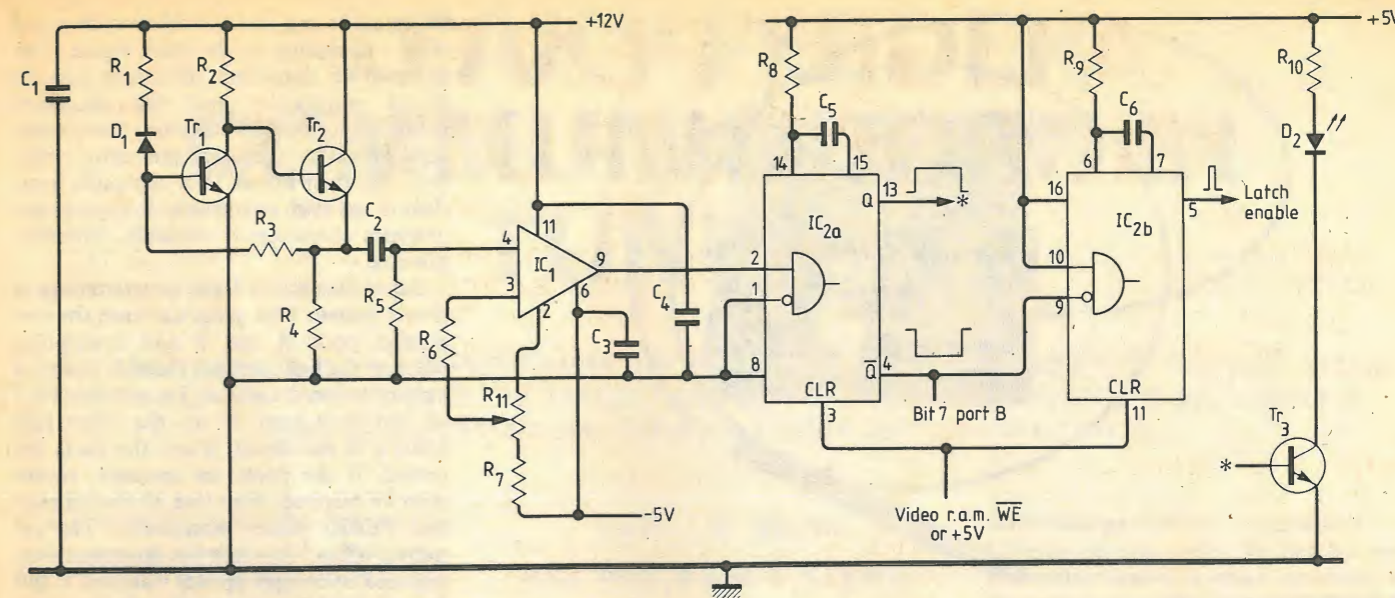 +12V
+5V
C1
R1
R2
D1
Tr1
Tr2
R3
C2
R4
R5
4
3
11
IC1
9
6
2
R6
R11
R7
C3
C4
-5V
R8
C5
14
15
13
Q
*
IC2a
2
1
8
Q
4
CLR
3
Bit 7 port B
Video r.a.m. WE
or +5V
R9
C6
6
7
16
IC2b
5
Latch
enable
10
9
CLR
11
R10
D2
Tr3
*